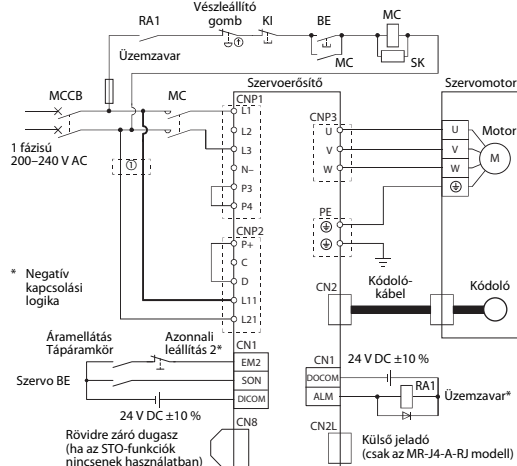 Vészleállító
gomb
RA1
KI
BE
MC
Üzemzavar
MC
SK
MCCB
MC
Szervoerősítő
Szervomotor
CNP1
L1
L2
L3
N–
P3
P4
1 fázisú
200–240 V AC
①
①
CNP3
U
V
W
U
V
W
Motor
M
PE
CNP2
P+
C
D
L11
L21
* Negatív
kapcsolási
logika
CN2
Kódoló-
kábel
Kódoló
Áramellátás
Tápáramkör
Azonnali
leállítás 2*
CN1
EM2
SON
DICOM
Szervo BE
24 V DC ±10 %
CN1
24 V DC ±10 %
DOCOM
ALM
RA1
Üzemzavar*
Rövidre záró dugasz
(ha az STO-funkciók
nincsenek használatban)
CN8
CN2L
Külső jeladó
(csak az MR-J4-A-RJ modell)